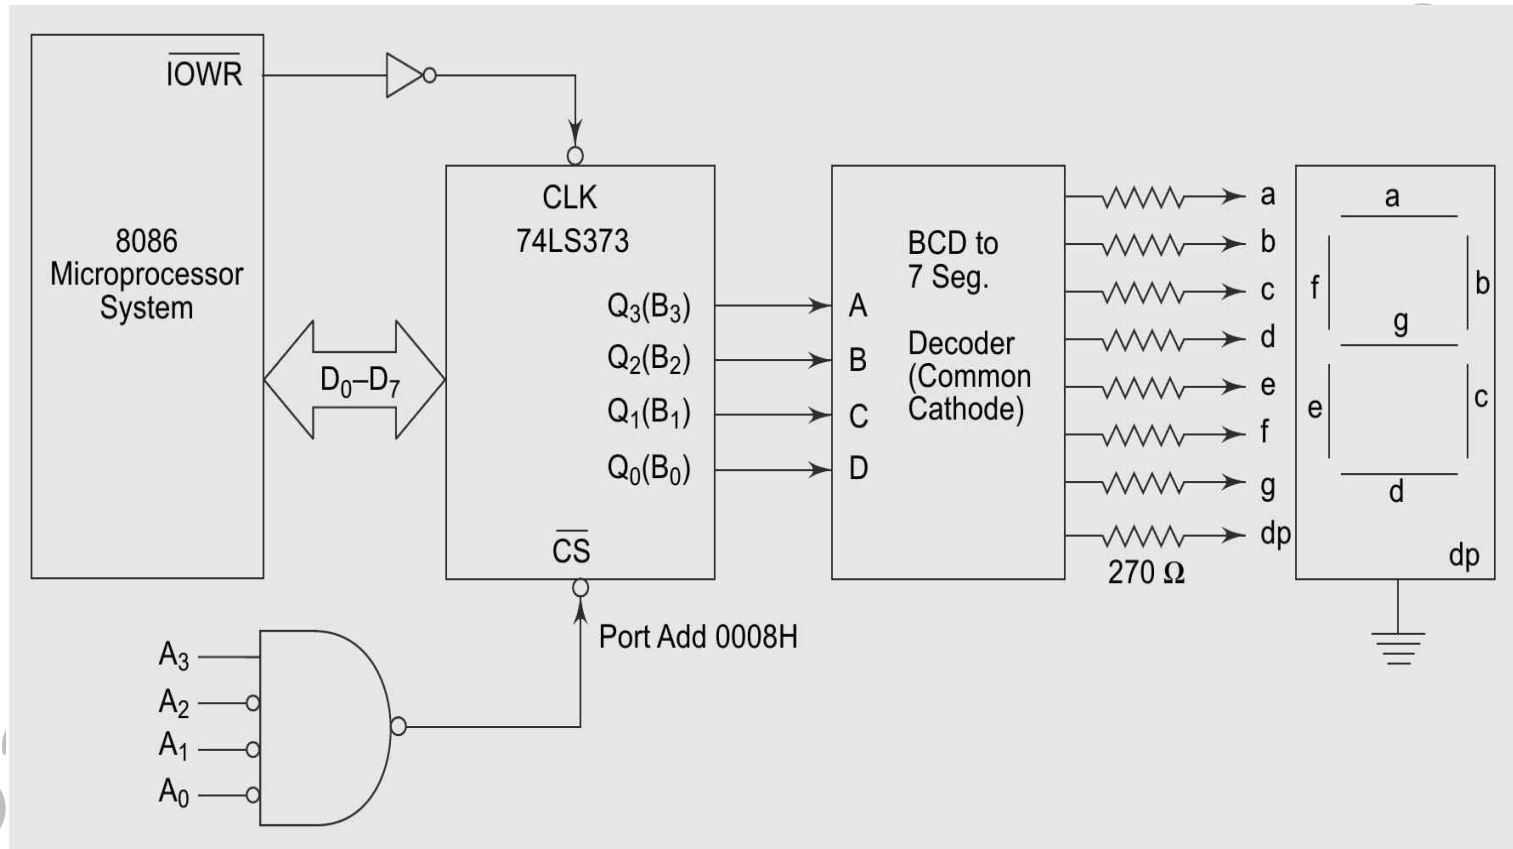 IOWR
8086
Microprocessor
System
D0–D7
CLK
74LS373
Q3(B3)
Q2(B2)
Q1(B1)
Q0(B0)
CS
Port Add 0008H
A3
A2
A1
A0
A
B
C
D
BCD to
7 Seg.
Decoder
(Common
Cathode)
a
b
c
d
e
f
g
dp
270 Ω
a
f
b
g
e
c
d
dp